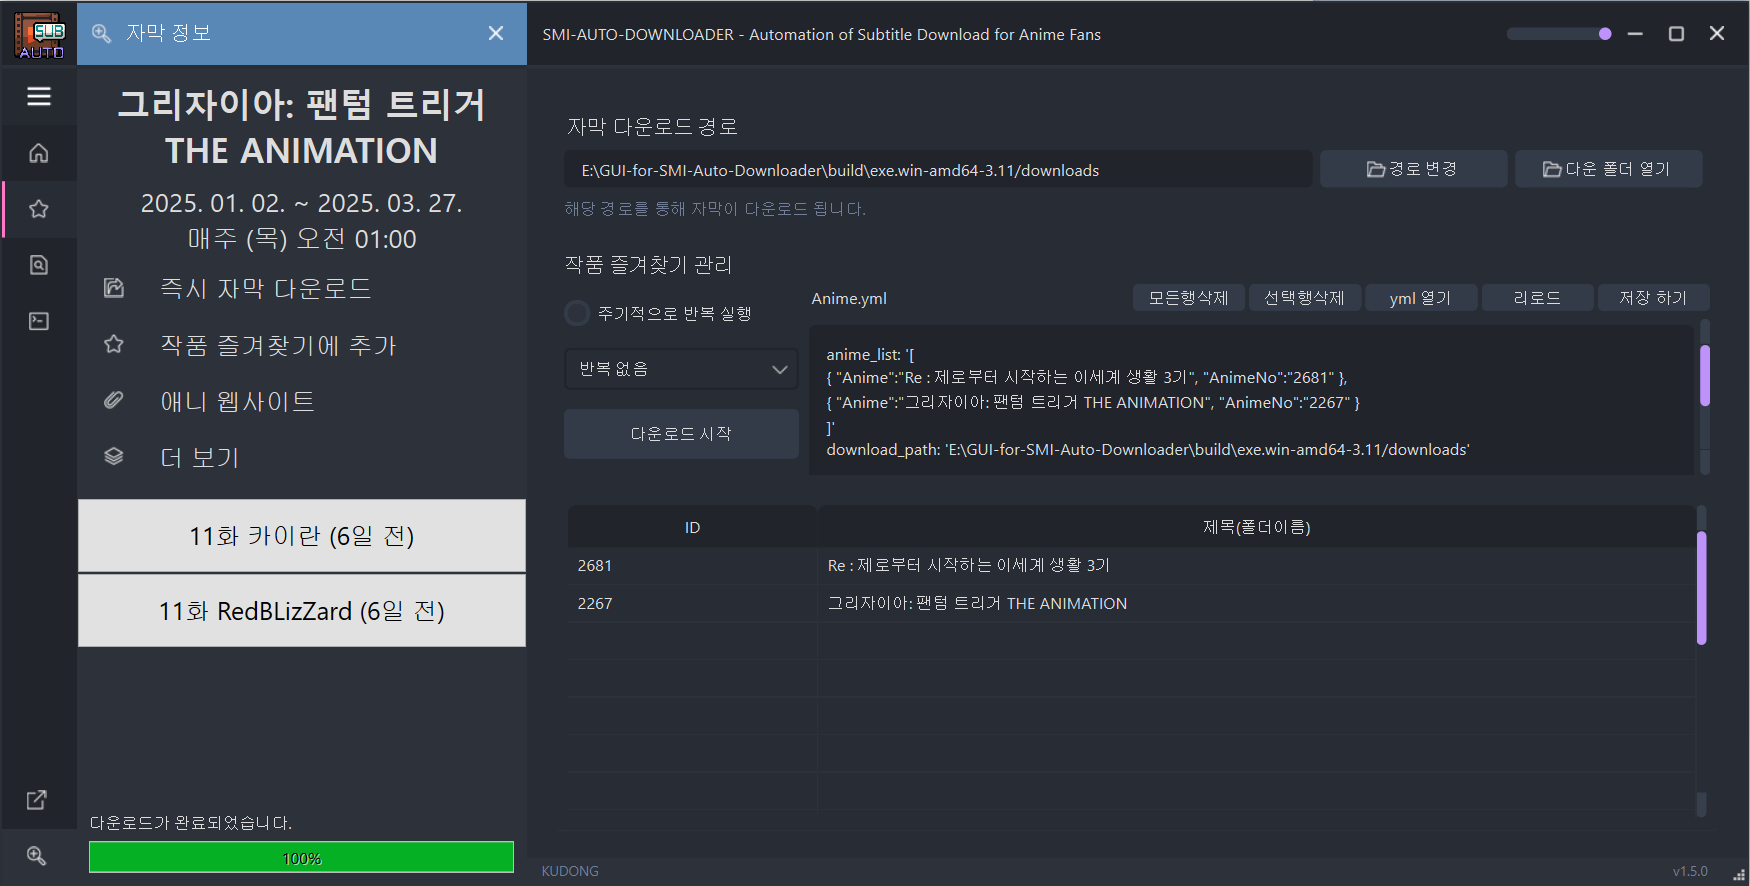 SUB
AUTO
자막 정보
SMI-AUTO-DOWNLOADER - Automation of Subtitle Download for Anime Fans
그리자이아: 팬텀 트리거
THE ANIMATION
2025. 01. 02. ~ 2025. 03. 27.
매주 (목) 오전 01:00
즉시 자막 다운로드
작품 즐겨찾기에 추가
애니 웹사이트
더 보기
11화 카이란 (6일 전)
11화 RedBLizZard (6일 전)
다운로드가 완료되었습니다.
100%
자막 다운로드 경로
E:\GUI-for-SMI-Auto-Downloader\build\exe.win-amd64-3.11/downloads
경로 변경
다운 폴더 열기
해당 경로를 통해 자막이 다운로드 됩니다.
작품 즐겨찾기 관리
주기적으로 반복 실행
반복 없음
다운로드 시작
Anime.yml
모든행삭제
선택행삭제
yml 열기
리로드
저장 하기
anime_list: '[
{ "Anime":"Re : 제로부터 시작하는 이세계 생활 3기", "AnimeNo":"2681" },
{ "Anime":"그리자이아: 팬텀 트리거 THE ANIMATION", "AnimeNo":"2267" }
]'
download_path: 'E:\GUI-for-SMI-Auto-Downloader\build\exe.win-amd64-3.11/downloads'
ID 제목(폴더이름)
2681 Re : 제로부터 시작하는 이세계 생활 3기
2267 그리자이아: 팬텀 트리거 THE ANIMATION
KUDONG
v1.5.0